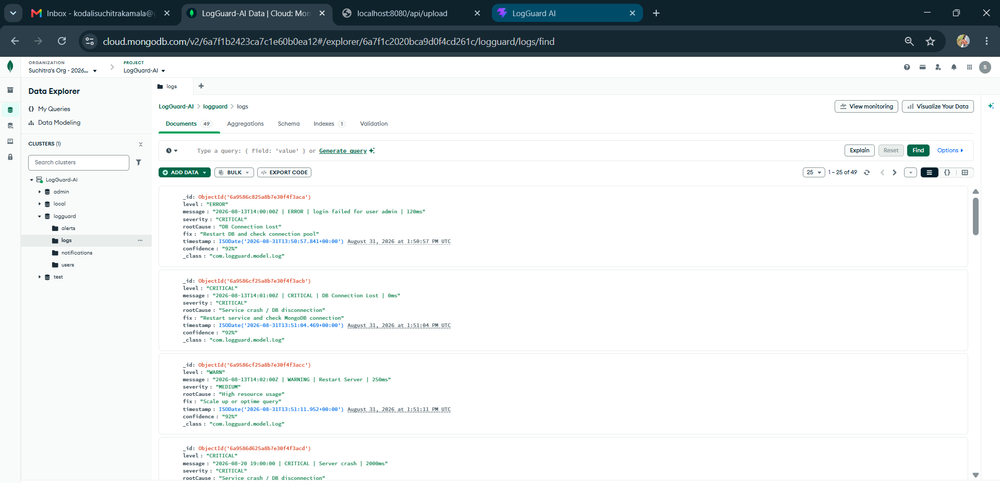 Inbox - kodalisuchitrakamala@g
LogGuard-AI Data | Cloud: Mon
localhost:8080/api/upload
LogGuard AI
cloud.mongodb.com/v2/6a7f1b2423ca7c1e60b0ea12#/explorer/6a7f1c2020bca9d0f4cd261c/logguard/logs/find
ORGANIZATION
Suchitra's Org - 2026...
PROJECT
LogGuard-AI
S
Data Explorer
My Queries
Data Modeling
CLUSTERS (1)
Search clusters
LogGuard-AI
admin
local
logguard
alerts
logs
notifications
users
test
logs
LogGuard-AI > logguard > logs
View monitoring
Visualize Your Data
Documents 49
Aggregations
Schema
Indexes 1
Validation
Type a query: { field: 'value' } or Generate query
Explain
Reset
Find
Options
ADD DATA
BULK
EXPORT CODE
25
1 – 25 of 49
_id: ObjectId('6a9586c825a8b7e30f4f3aca')
level : "ERROR"
message : "2026-08-13T14:00:00Z | ERROR | login failed for user admin | 120ms"
severity : "CRITICAL"
rootCause : "DB Connection Lost"
fix : "Restart DB and check connection pool"
timestamp : ISODate('2026-08-31T13:50:57.841+00:00') August 31, 2026 at 1:50:57 PM UTC
confidence : "92%"
_class : "com.logguard.model.Log"
_id: ObjectId('6a9586cf25a8b7e30f4f3acb')
level : "CRITICAL"
message : "2026-08-13T14:01:00Z | CRITICAL | DB Connection Lost | 0ms"
severity : "CRITICAL"
rootCause : "Service crash / DB disconnection"
fix : "Restart service and check MongoDB connection"
timestamp : ISODate('2026-08-31T13:51:04.469+00:00') August 31, 2026 at 1:51:04 PM UTC
confidence : "92%"
_class : "com.logguard.model.Log"
_id: ObjectId('6a9586cf25a8b7e30f4f3acc')
level : "WARN"
message : "2026-08-13T14:02:00Z | WARNING | Restart Server | 250ms"
severity : "MEDIUM"
rootCause : "High resource usage"
fix : "Scale up or optime query"
timestamp : ISODate('2026-08-31T13:51:11.952+00:00') August 31, 2026 at 1:51:11 PM UTC
confidence : "92%"
_class : "com.logguard.model.Log"
_id: ObjectId('6a9586d625a8b7e30f4f3acd')
level : "CRITICAL"
message : "2026-08-20 19:00:00 | CRITICAL | Server crash | 2000ms"
severity : "CRITICAL"
rootCause : "Service crash / DB disconnection"